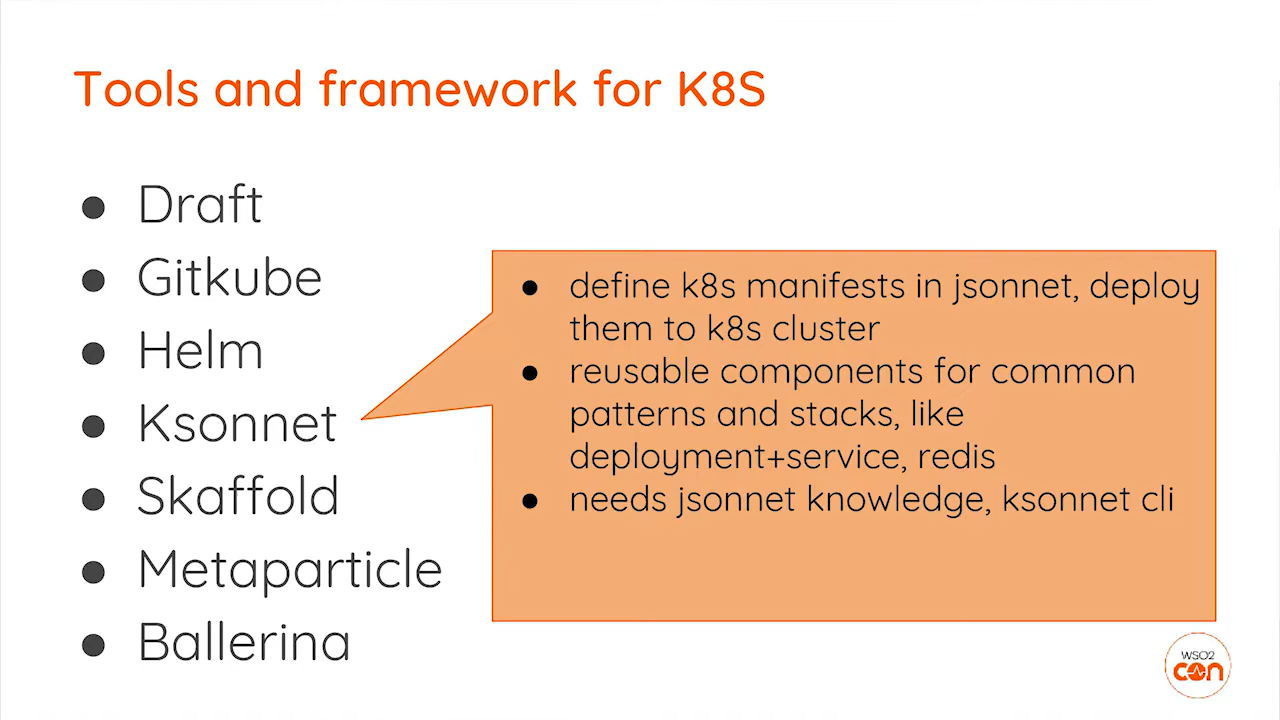 Tools and framework for K8S
● Draft
● Gitkube
● Helm
● Ksonnet
● Skaffold
● Metaparticle
● Ballerina
● define k8s manifests in jsonnet, deploy
them to k8s cluster
● reusable components for common
patterns and stacks, like
deployment+service, redis
● needs jsonnet knowledge, ksonnet cli
WSO2
con